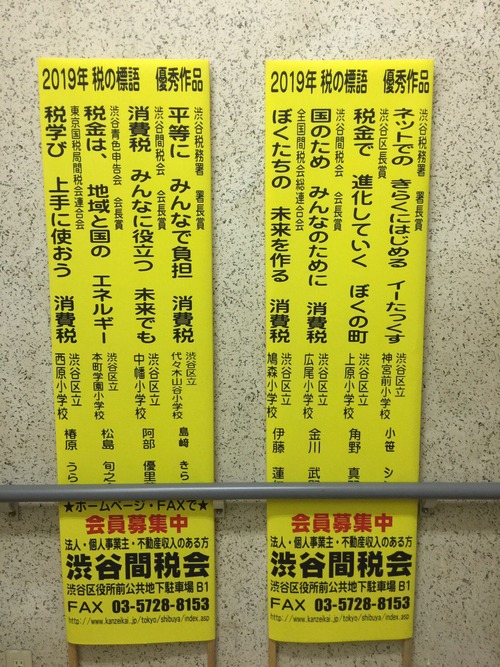 2019年 税の標語 優秀作品
渋谷税務署 署長賞
平等に みんなで負担 消費税
渋谷区立
代々木山谷小学校
島﨑 きら
渋谷間税会 会長賞
消費税 みんなに役立つ 未来でも
渋谷区立
中幡小学校
阿部 優里
渋谷青色申告会 会長賞
税金は、 地域と国の エネルギー
渋谷区立
本町学園小学校
松島 旬之
東京国税局間税会連合会
税学び 上手に使おう 消費税
渋谷区立
西原小学校
椿原 うら
★ホームページ・FAXで★
会員募集中
法人・個人事業主・不動産収入のある方
渋谷間税会
渋谷区役所前公共地下駐車場 B1
FAX 03-5728-8153
http://www.kanzeikai.jp/tokyo/shibuya/index.asp
2019年 税の標語 優秀作品
渋谷税務署 署長賞
ネットでの きらくにはじめる イーたっくす
渋谷区立
神宮前小学校
小笹
渋谷区長賞
税金で 進化していく ぼくの町
渋谷区立
上原小学校
角野
渋谷間税会 会長賞
国のため みんなのために 消費税
渋谷区立
広尾小学校
金川 武
全国間税会総連合会
ぼくたちの 未来を作る 消費税
渋谷区立
鳩森小学校
伊藤 蓮
会員募集中
法人・個人事業主・不動産収入のある方
渋谷間税会
渋谷区役所前公共地下駐車場 B1
FAX 03-5728-8153
http://www.kanzeikai.jp/tokyo/shibuya/index.asp